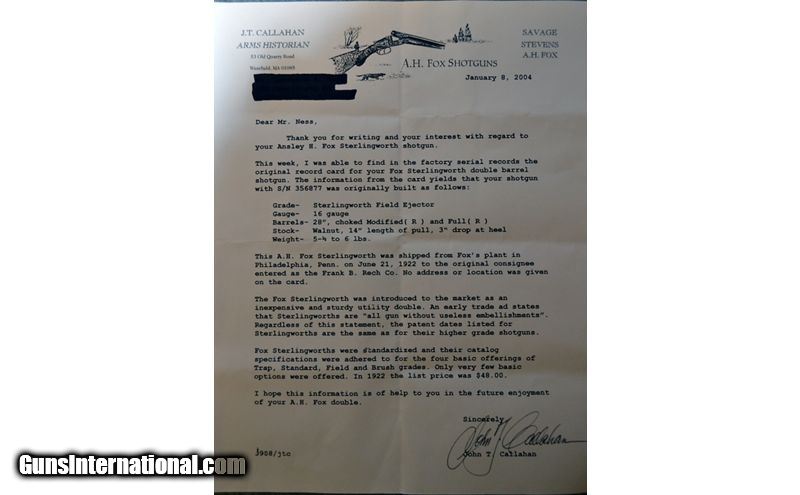 J.T. CALLAHAN
ARMS HISTORIAN
53 Old Quarry Road
Westfield, MA 01085
A.H. FOX SHOTGUNS
SAVAGE
STEVENS
A.H. FOX
January 8, 2004
Dear Mr. Ness,
Thank you for writing and your interest with regard to
your Ansley H. Fox Sterlingworth shotgun.
This week, I was able to find in the factory serial records the
original record card for your Fox Sterlingworth double barrel
shotgun. The information from the card yields that your shotgun
with S/N 356877 was originally built as follows:
Grade- Sterlingworth Field Ejector
Gauge- 16 gauge
Barrels- 28", choked Modified( R ) and Full( R )
Stock- Walnut, 14" length of pull, 3" drop at heel
Weight- 5-¾ to 6 lbs.
This A.H. Fox Sterlingworth was shipped from Fox's plant in
Philadelphia, Penn. on June 21, 1922 to the original consignee
entered as the Frank B. Rech Co. No address or location was given
on the card.
The Fox Sterlingworth was introduced to the market as an
inexpensive and sturdy utility double. An early trade ad states
that Sterlingworths are "all gun without useless embellishments".
Regardless of this statement, the patent dates listed for
Sterlingworths are the same as for their higher grade shotguns.
Fox Sterlingworths were standardized and their catalog
specifications were adhered to for the four basic offerings of
Trap, Standard, Field and Brush grades. Only very few basic
options were offered. In 1922 the list price was $48.00.
I hope this information is of help to you in the future enjoyment
of your A.H. Fox double.
Sincerely,
John T. Callahan
John T. Callahan
j908/jtc
GunsInternational.com